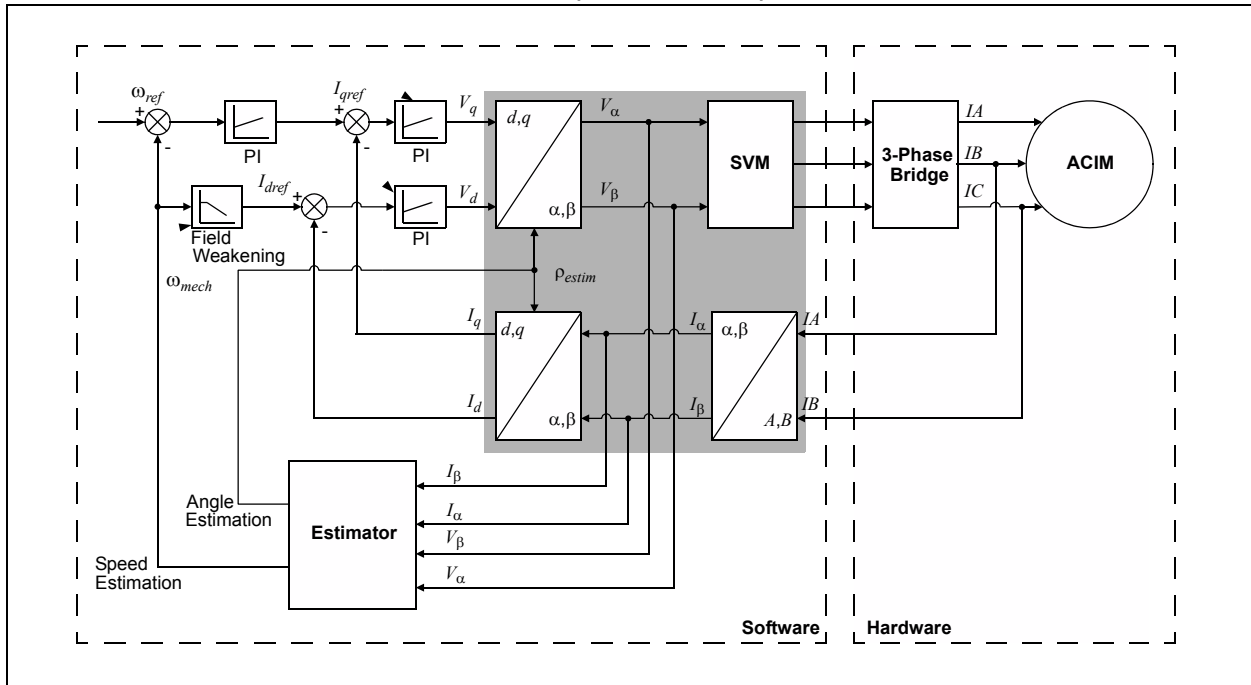 ω_ref
+
-
PI
I_qref
+
-
PI
V_q
d,q
α,β
V_α
V_β
SVM
3-Phase
Bridge
IA
IB
IC
ACIM
I_dref
+
-
PI
V_d
Field
Weakening
ω_mech
ρ_estim
I_q
d,q
I_d
α,β
I_α
I_β
α,β
A,B
IA
IB
Angle
Estimation
Speed
Estimation
Estimator
I_β
I_α
V_β
V_α
Software
Hardware